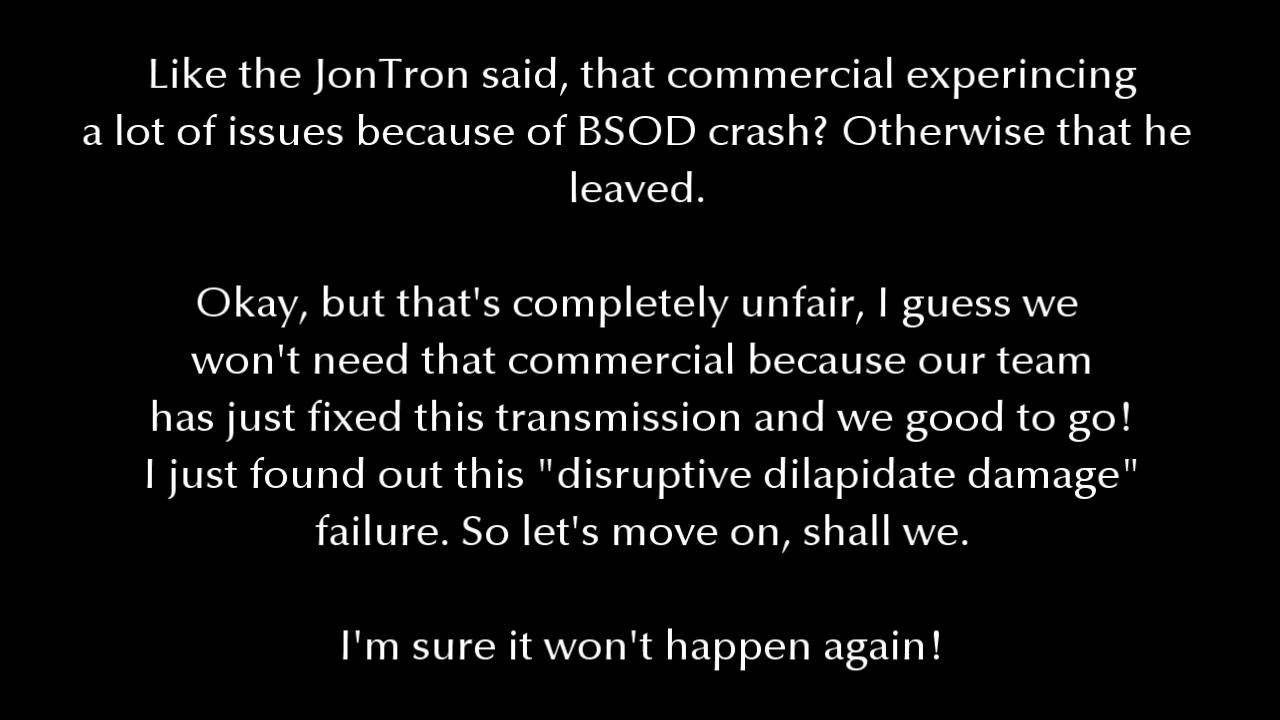 Like the JonTron said, that commercial experincing
a lot of issues because of BSOD crash? Otherwise that he
leaved.
Okay, but that's completely unfair, I guess we
won't need that commercial because our team
has just fixed this transmission and we good to go!
I just found out this "disruptive dilapidate damage"
failure. So let's move on, shall we.
I'm sure it won't happen again!